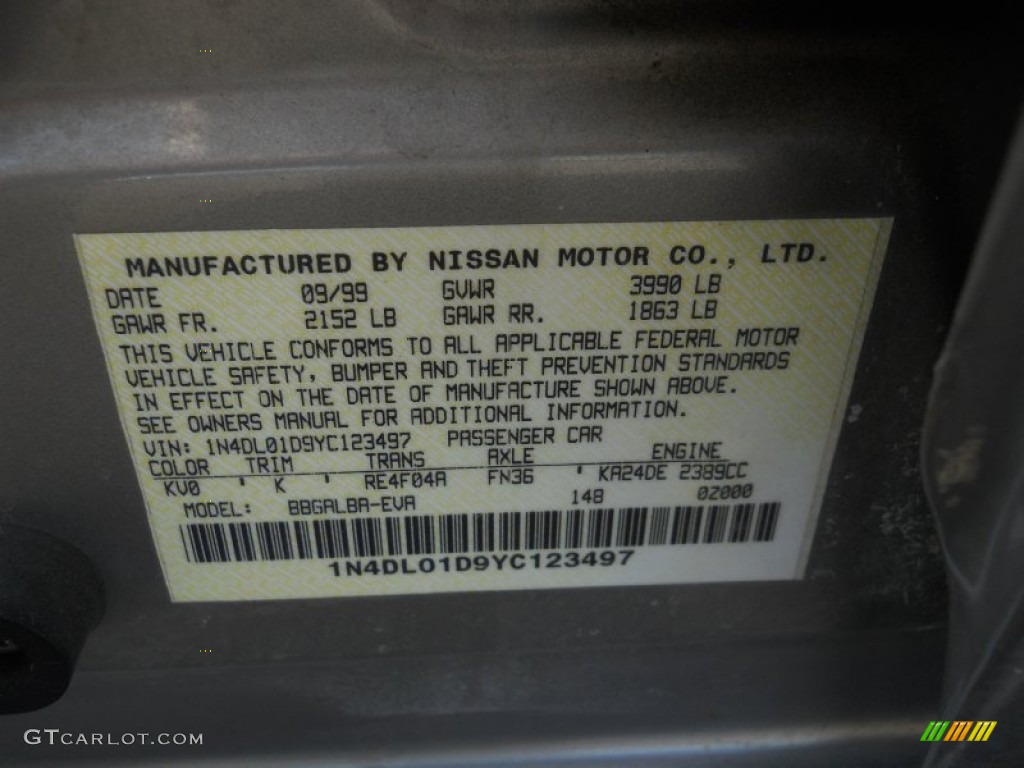 MANUFACTURED BY NISSAN MOTOR CO., LTD.
DATE 09/99 GVWR 3990 LB
GAWR FR. 2152 LB GAWR RR. 1863 LB
THIS VEHICLE CONFORMS TO ALL APPLICABLE FEDERAL MOTOR
VEHICLE SAFETY, BUMPER AND THEFT PREVENTION STANDARDS
IN EFFECT ON THE DATE OF MANUFACTURE SHOWN ABOVE.
SEE OWNERS MANUAL FOR ADDITIONAL INFORMATION.
VIN: 1N4DL01D9YC123497 PASSENGER CAR
COLOR TRIM TRANS AXLE ENGINE
KV0 ' K ' RE4F04A FN36 ' KA24DE 2389CC
MODEL: BBGALBA-EVA 148 0Z000
1N4DL01D9YC123497
GTCARLOT.COM